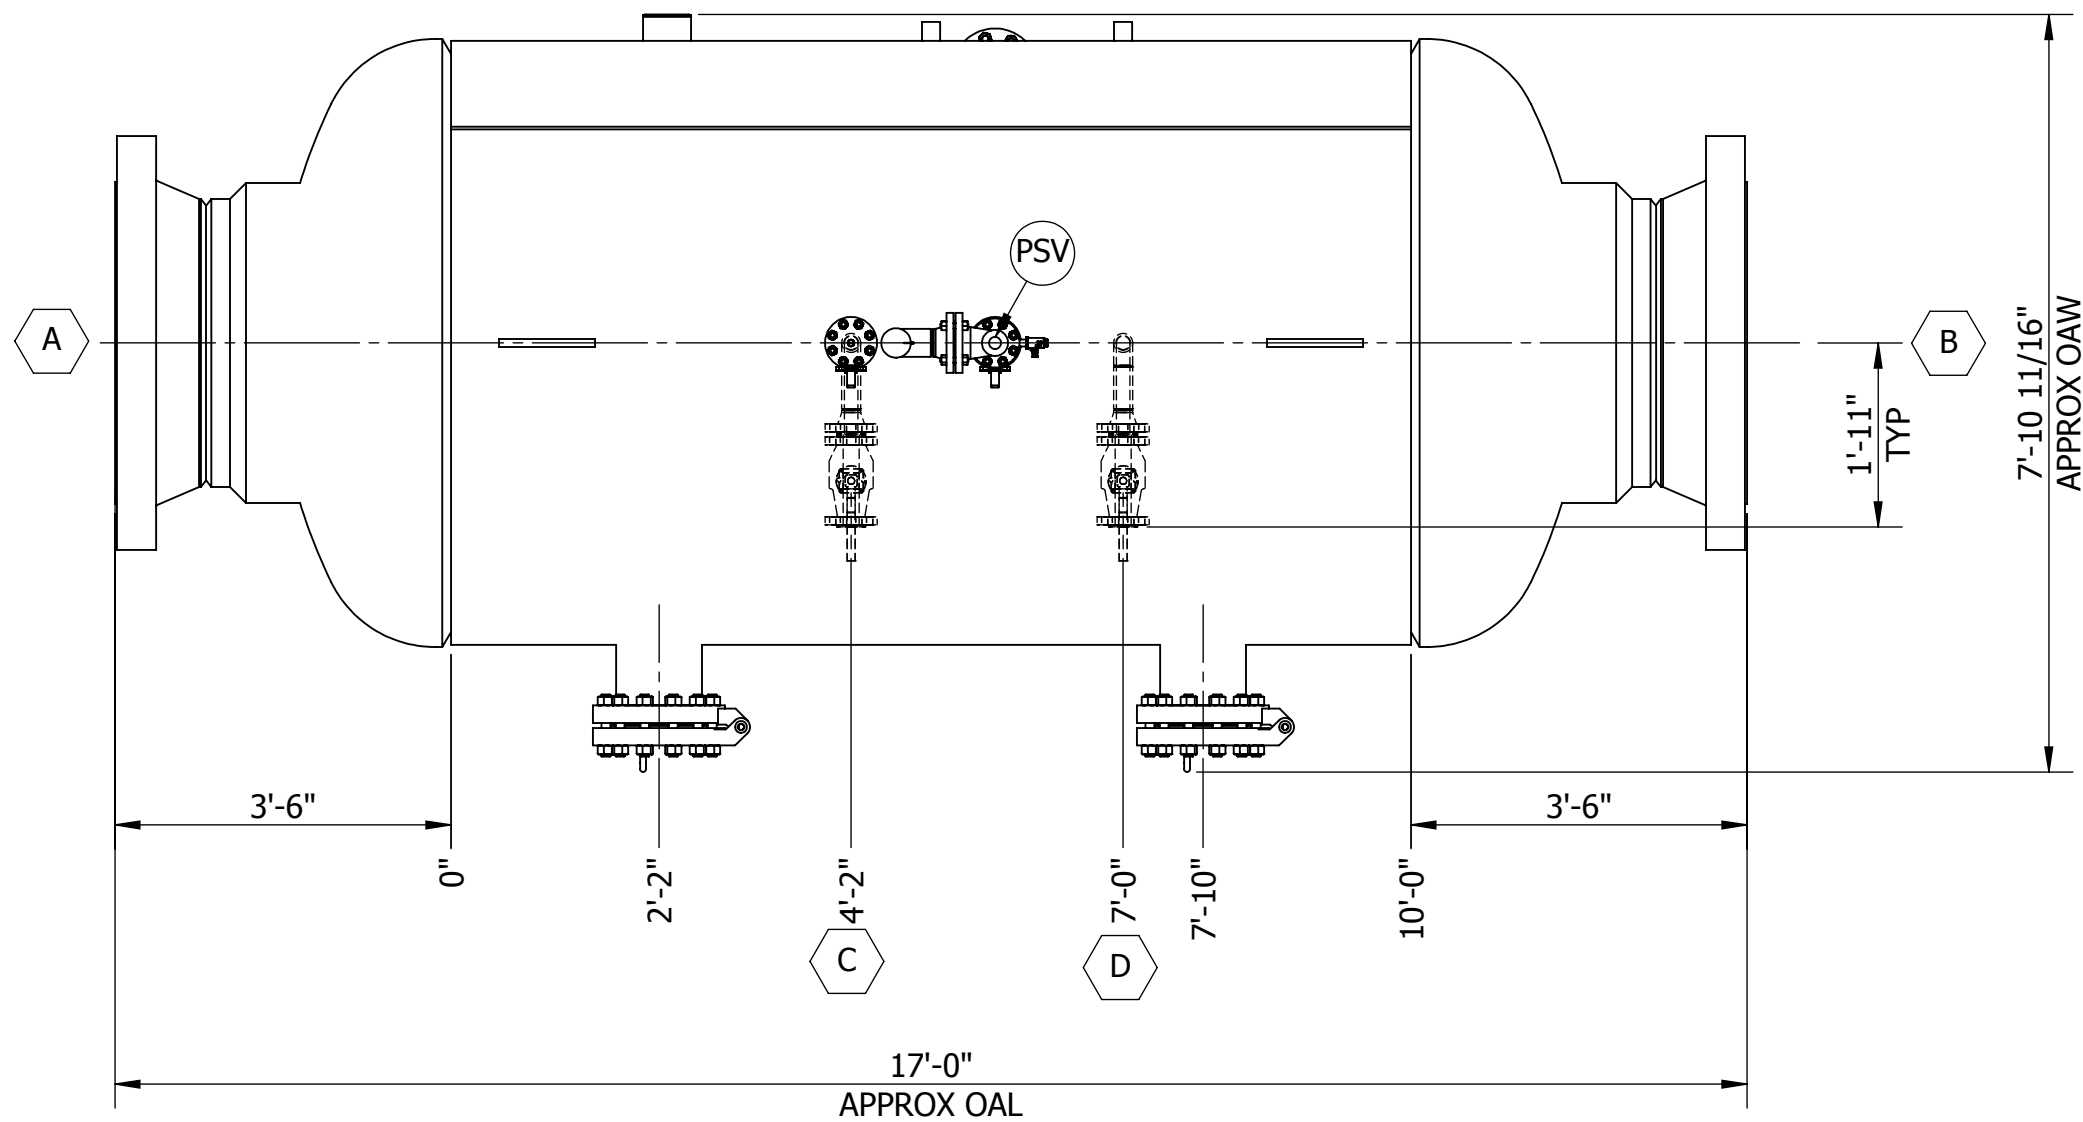 PSV
A
B
1'-11"
TYP
7'-10 11/16"
APPROX OAW
3'-6"
3'-6"
0"
2'-2"
4'-2"
7'-0"
7'-10"
10'-0"
C
D
17'-0"
APPROX OAL